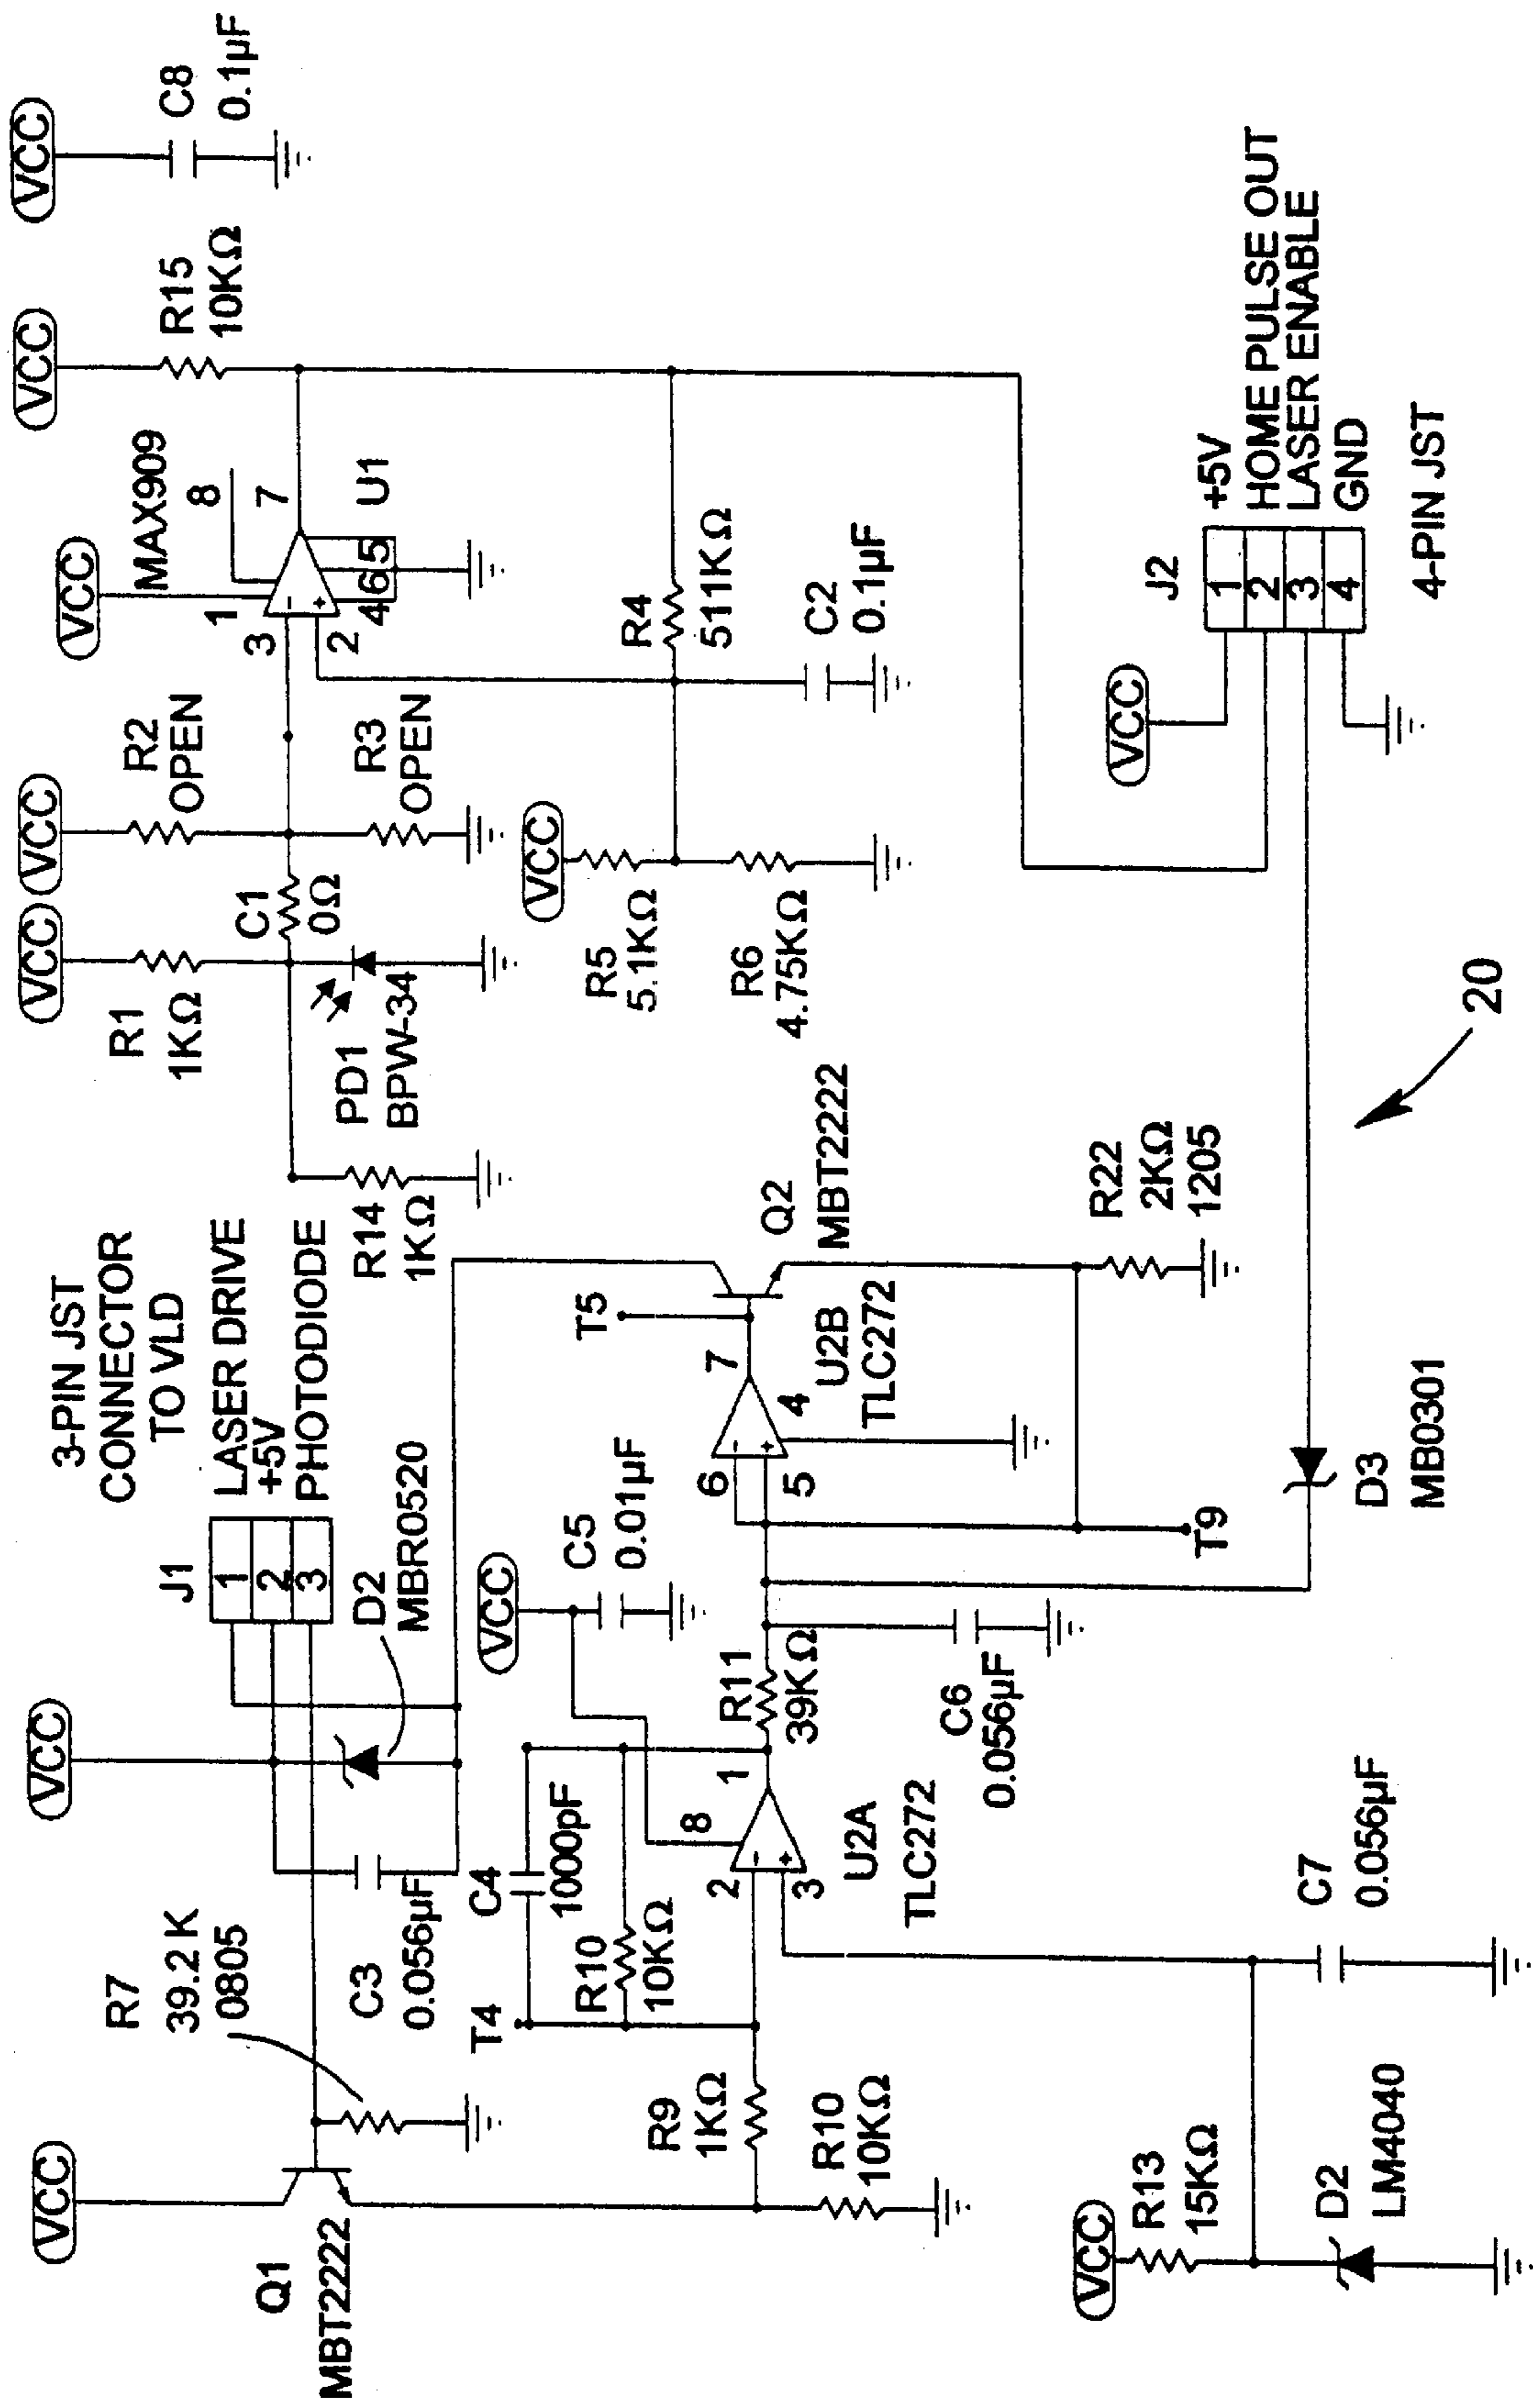 VCC
VCC
VCC
VCC
VCC
VCC
C8
0.1µF
R15
10KΩ
VCC
MAX909
8
7
1
3
2
4
6
5
U1
R2
OPEN
R3
OPEN
C1
0Ω
R1
1KΩ
PD1
BPW-34
R14
1KΩ
VCC
R5
5.1KΩ
R6
4.75KΩ
R4
511KΩ
C2
0.1µF
3-PIN JST
CONNECTOR
TO VLD
J1
1
2
3
LASER DRIVE
+5V
PHOTODIODE
D2
MBR0520
R7
39.2 K
0805
C3
0.056µF
Q1
MBT2222
T4
C4
1000pF
R10
10KΩ
8
VCC
C5
0.01µF
T5
Q2
MBT2222
7
6
5
4
U2B
TLC272
R9
1KΩ
R10
10KΩ
2
3
1
U2A
TLC272
R11
39KΩ
C6
0.056µF
T9
R22
2KΩ
1205
VCC
J2
1
2
3
4
+5V
HOME PULSE OUT
LASER ENABLE
GND
4-PIN JST
VCC
R13
15KΩ
D2
LM4040
C7
0.056µF
D3
MB0301
20